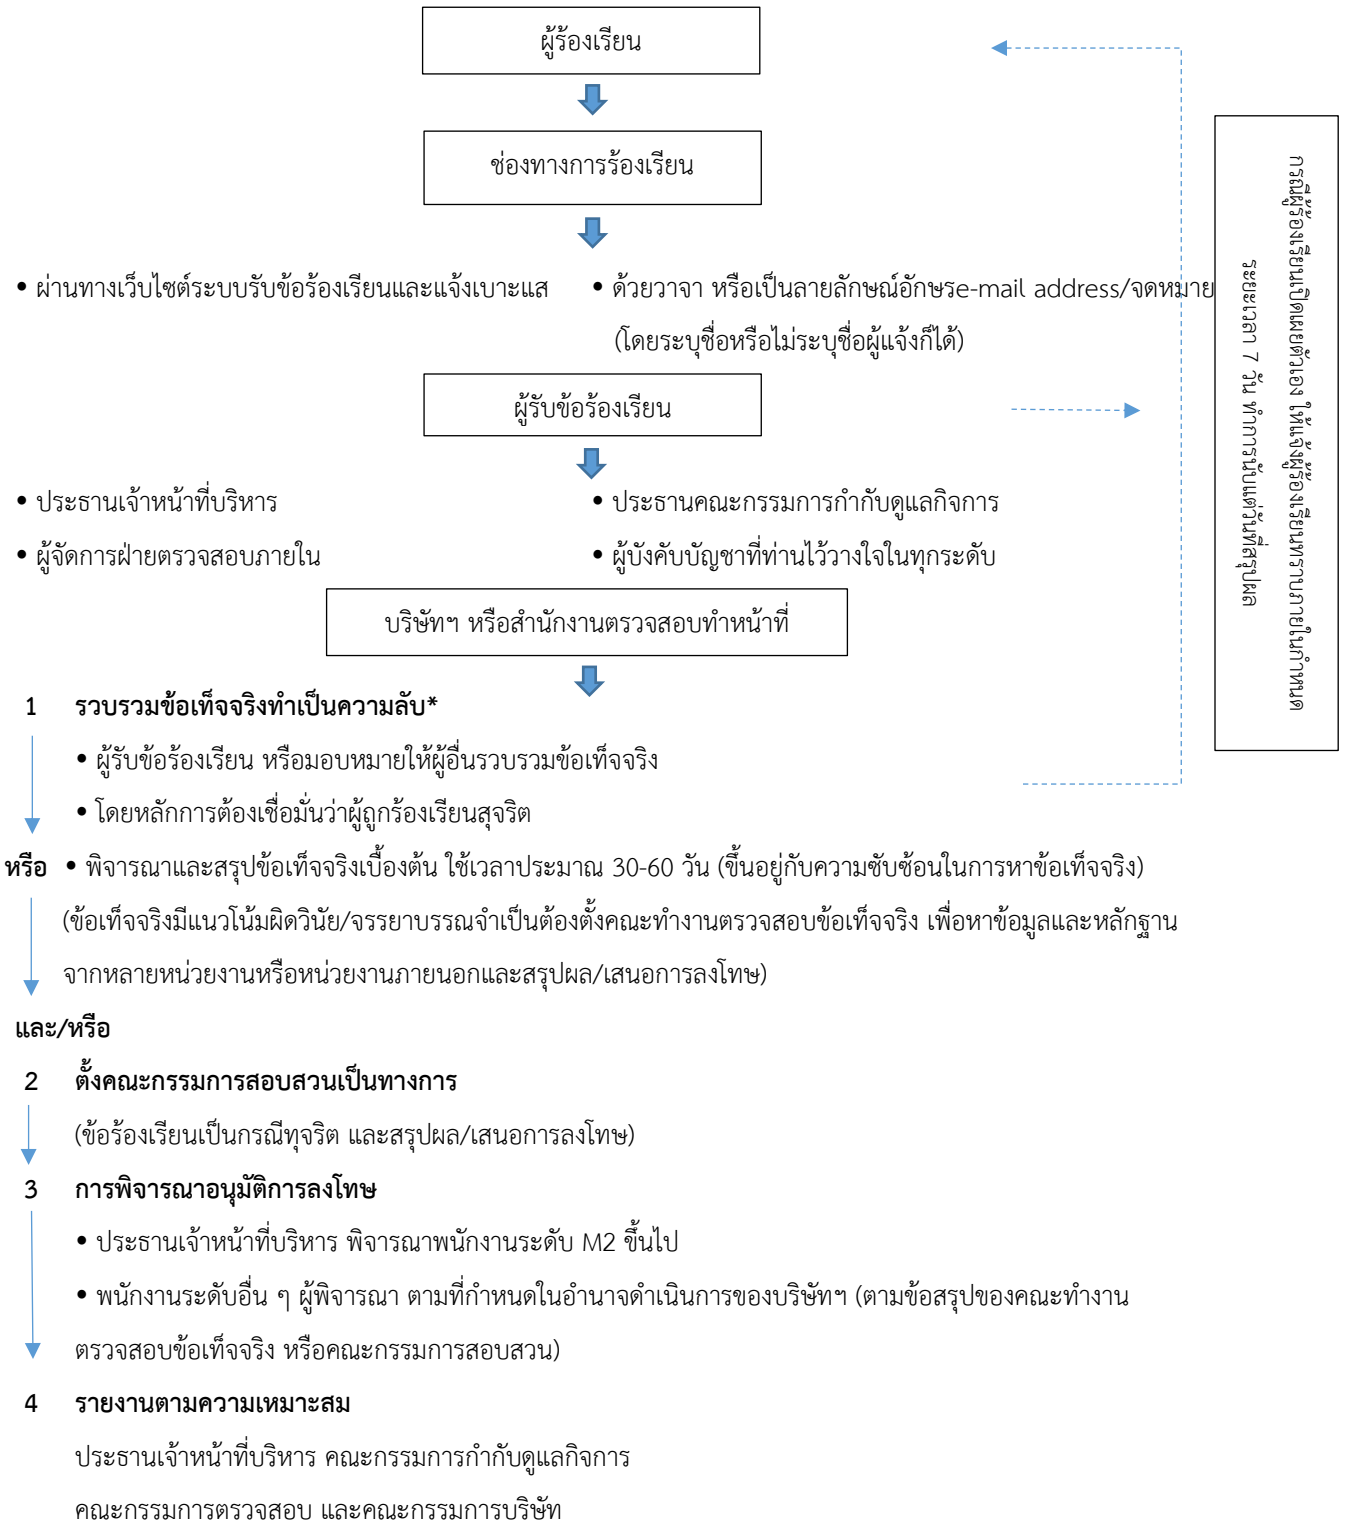 ผู้ร้องเรียน
ช่องทางการร้องเรียน
• ผ่านทางเว็บไซต์ระบบรับข้อร้องเรียนและแจ้งเบาะแส
• ด้วยวาจา หรือเป็นลายลักษณ์อักษรe-mail address/จดหมาย
(โดยระบุชื่อหรือไม่ระบุชื่อผู้แจ้งก็ได้)
ผู้รับข้อร้องเรียน
• ประธานเจ้าหน้าที่บริหาร
• ประธานคณะกรรมการกำกับดูแลกิจการ
• ผู้จัดการฝ่ายตรวจสอบภายใน
• ผู้บังคับบัญชาที่ท่านไว้วางใจในทุกระดับ
บริษัทฯ หรือสำนักงานตรวจสอบทำหน้าที่
กรณีผู้ร้องเรียนเปิดเผยตัวเอง ให้แจ้งผู้ร้องเรียนทราบภายในกำหนด
ระยะเวลา 7 วัน ทำการนับแต่วันที่สรุปผล
1 รวบรวมข้อเท็จจริงทำเป็นความลับ*
• ผู้รับข้อร้องเรียน หรือมอบหมายให้ผู้อื่นรวบรวมข้อเท็จจริง
• โดยหลักการต้องเชื่อมั่นว่าผู้ถูกร้องเรียนสุจริต
หรือ • พิจารณาและสรุปข้อเท็จจริงเบื้องต้น ใช้เวลาประมาณ 30-60 วัน (ขึ้นอยู่กับความซับซ้อนในการหาข้อเท็จจริง)
(ข้อเท็จจริงมีแนวโน้มผิดวินัย/จรรยาบรรณจำเป็นต้องตั้งคณะทำงานตรวจสอบข้อเท็จจริง เพื่อหาข้อมูลและหลักฐาน
จากหลายหน่วยงานหรือหน่วยงานภายนอกและสรุปผล/เสนอการลงโทษ)
และ/หรือ
2 ตั้งคณะกรรมการสอบสวนเป็นทางการ
(ข้อร้องเรียนเป็นกรณีทุจริต และสรุปผล/เสนอการลงโทษ)
3 การพิจารณาอนุมัติการลงโทษ
• ประธานเจ้าหน้าที่บริหาร พิจารณาพนักงานระดับ M2 ขึ้นไป
• พนักงานระดับอื่น ๆ ผู้พิจารณา ตามที่กำหนดในอำนาจดำเนินการของบริษัทฯ (ตามข้อสรุปของคณะทำงาน
ตรวจสอบข้อเท็จจริง หรือคณะกรรมการสอบสวน)
4 รายงานตามความเหมาะสม
ประธานเจ้าหน้าที่บริหาร คณะกรรมการกำกับดูแลกิจการ
คณะกรรมการตรวจสอบ และคณะกรรมการบริษัท